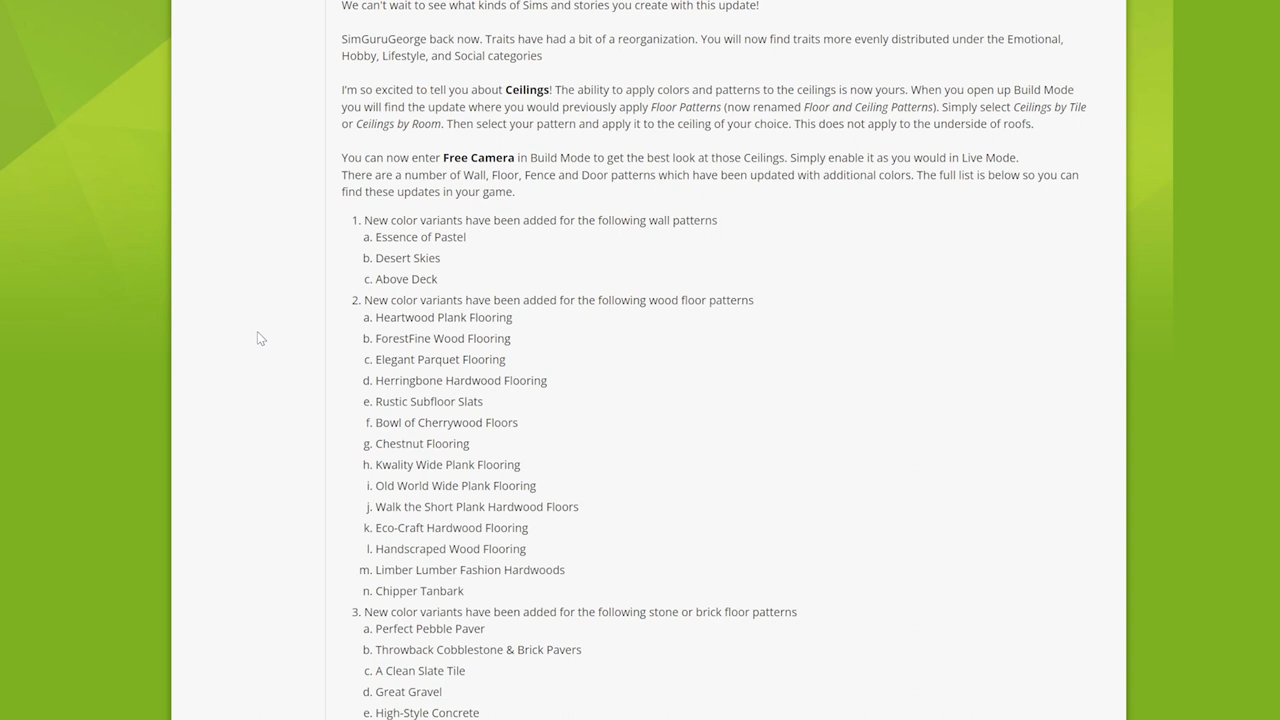 We can't wait to see what kinds of Sims and stories you create with this update!
SimGuruGeorge back now. Traits have had a bit of a reorganization. You will now find traits more evenly distributed under the Emotional,
Hobby, Lifestyle, and Social categories
I'm so excited to tell you about Ceilings! The ability to apply colors and patterns to the ceilings is now yours. When you open up Build Mode
you will find the update where you would previously apply Floor Patterns (now renamed Floor and Ceiling Patterns). Simply select Ceilings by Tile
or Ceilings by Room. Then select your pattern and apply it to the ceiling of your choice. This does not apply to the underside of roofs.
You can now enter Free Camera in Build Mode to get the best look at those Ceilings. Simply enable it as you would in Live Mode.
There are a number of Wall, Floor, Fence and Door patterns which have been updated with additional colors. The full list is below so you can
find these updates in your game.
1. New color variants have been added for the following wall patterns
a. Essence of Pastel
b. Desert Skies
c. Above Deck
2. New color variants have been added for the following wood floor patterns
a. Heartwood Plank Flooring
b. ForestFine Wood Flooring
c. Elegant Parquet Flooring
d. Herringbone Hardwood Flooring
e. Rustic Subfloor Slats
f. Bowl of Cherrywood Floors
g. Chestnut Flooring
h. Kwality Wide Plank Flooring
i. Old World Wide Plank Flooring
j. Walk the Short Plank Hardwood Floors
k. Eco-Craft Hardwood Flooring
l. Handscraped Wood Flooring
m. Limber Lumber Fashion Hardwoods
n. Chipper Tanbark
3. New color variants have been added for the following stone or brick floor patterns
a. Perfect Pebble Paver
b. Throwback Cobblestone & Brick Pavers
c. A Clean Slate Tile
d. Great Gravel
e. High-Style Concrete